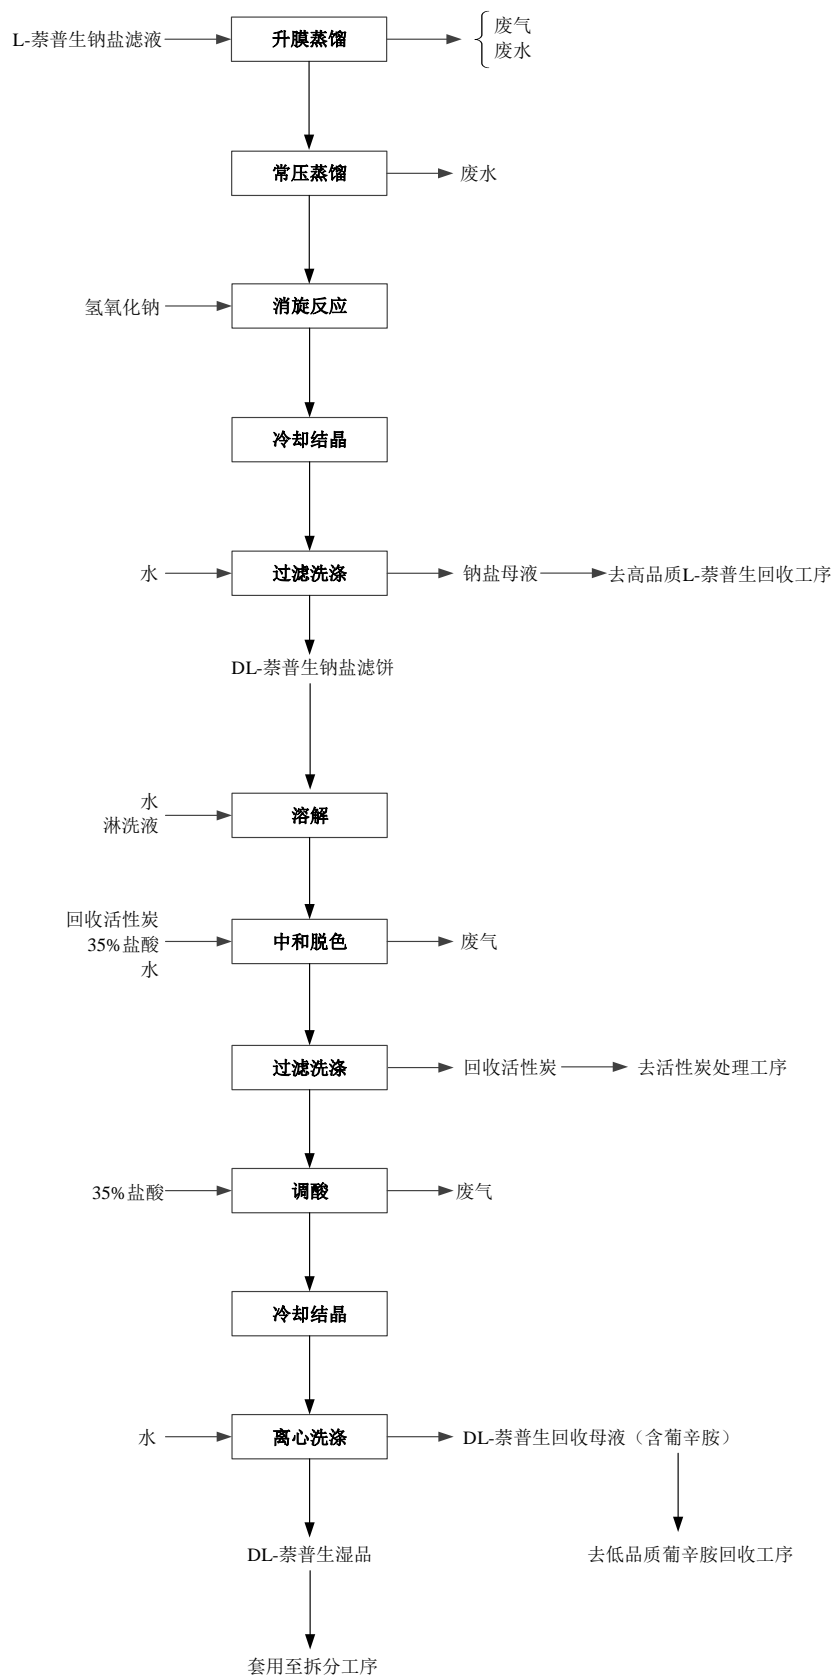 L-萘普生钠盐滤液
升膜蒸馏
废气
废水
常压蒸馏
废水
氢氧化钠
消旋反应
冷却结晶
水
过滤洗涤
钠盐母液
去高品质L-萘普生回收工序
DL-萘普生钠盐滤饼
水
淋洗液
溶解
回收活性炭
35%盐酸
水
中和脱色
废气
过滤洗涤
回收活性炭
去活性炭处理工序
35%盐酸
调酸
废气
冷却结晶
水
离心洗涤
DL-萘普生回收母液（含葡辛胺）
DL-萘普生湿品
去低品质葡辛胺回收工序
套用至拆分工序